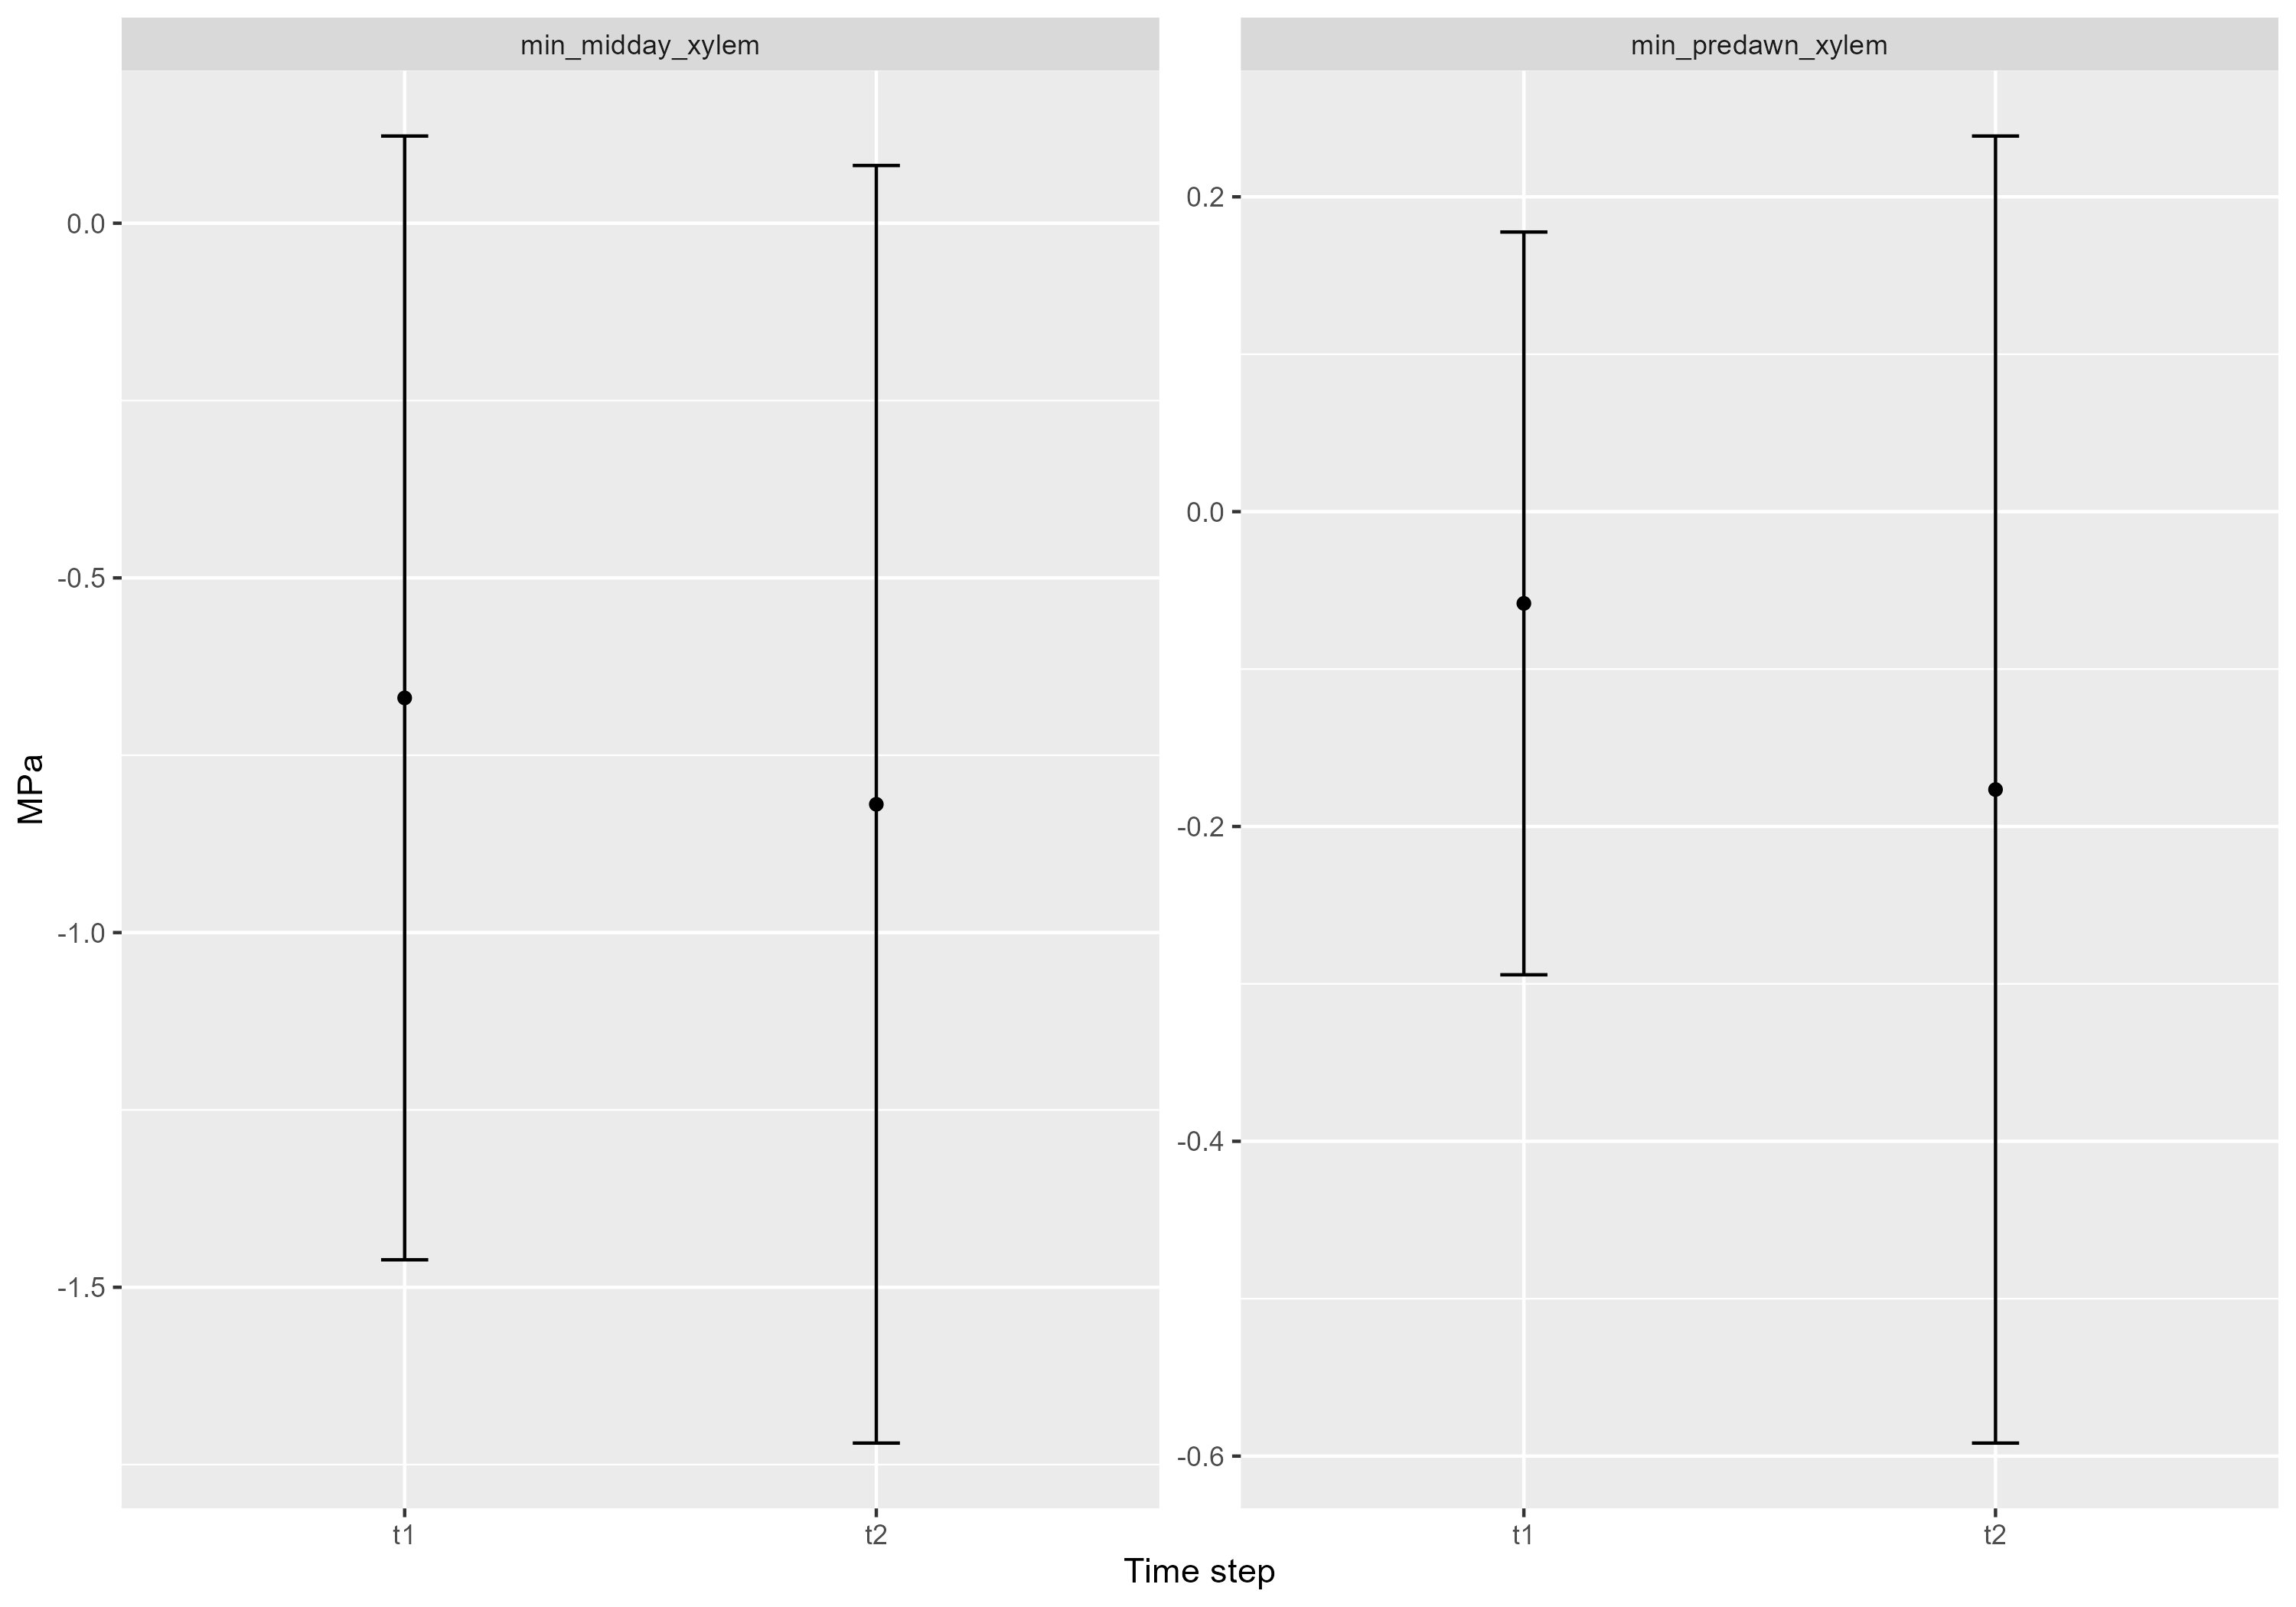 min_midday_xylem
min_predawn_xylem
MPa
0.0
-0.5
-1.0
-1.5
0.2
0.0
-0.2
-0.4
-0.6
t1
t2
t1
t2
Time step